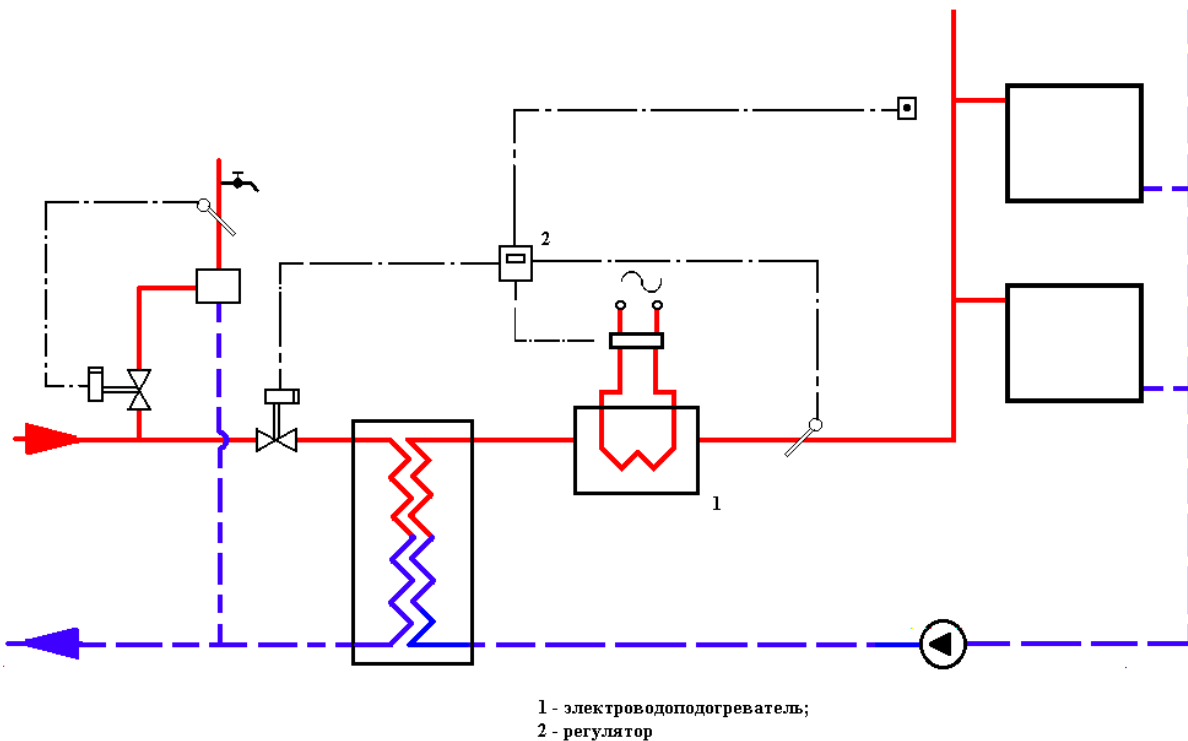 2
1
1 - электроводоподогреватель;
2 - регулятор